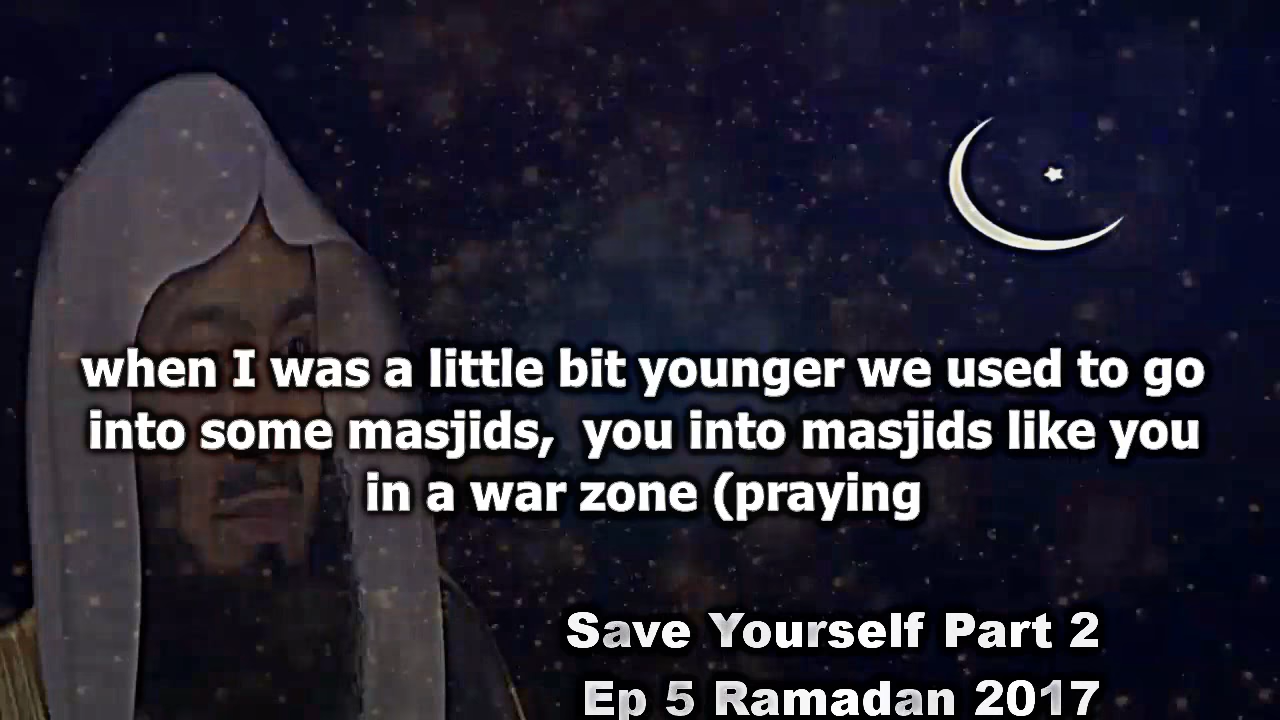 when I was a little bit younger we used to go
into some masjids,  you into masjids like you
in a war zone (praying
Save Yourself Part 2
Ep 5 Ramadan 2017